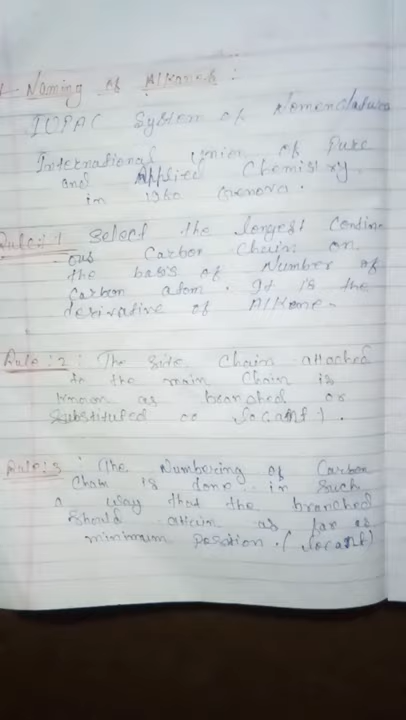 Naming of Alkanes :
IUPAC System of Nomenclature
International Union of Pure
and Applied Chemistry
in 1960 Genova.
Rule: 1 Select the longest contine
ous Carbon Chain on
the basis of Number of
Carbon atom. It is the
derivative of Alkane.
Rule: 2 : The Side Chain attached
to the main Chain is
known as branched or
Substituted or locant).
Rule: 3 : The Numbering of Carbon
Chain is done in Such
a way that the branched
Should as far as
minimum Position. (locant)